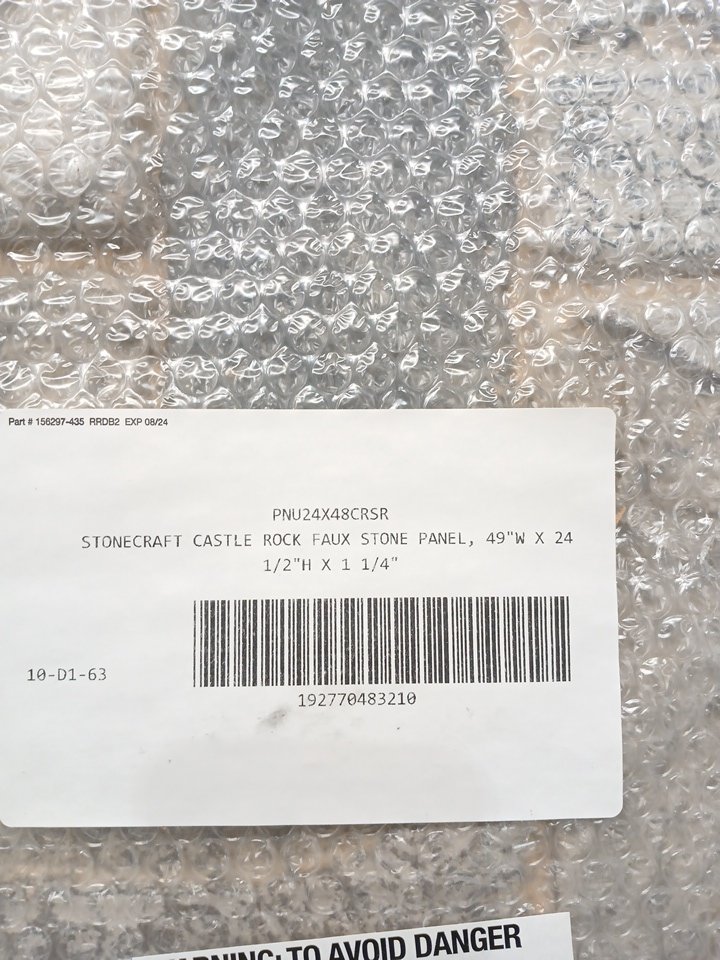 Part # 156297-435 RRDB2 EXP 08/24
PNU24X48CRSR
STONECRAFT CASTLE ROCK FAUX STONE PANEL, 49"W X 24
1/2"H X 1 1/4"
10-D1-63
192770483210
WARNING: TO AVOID DANGER